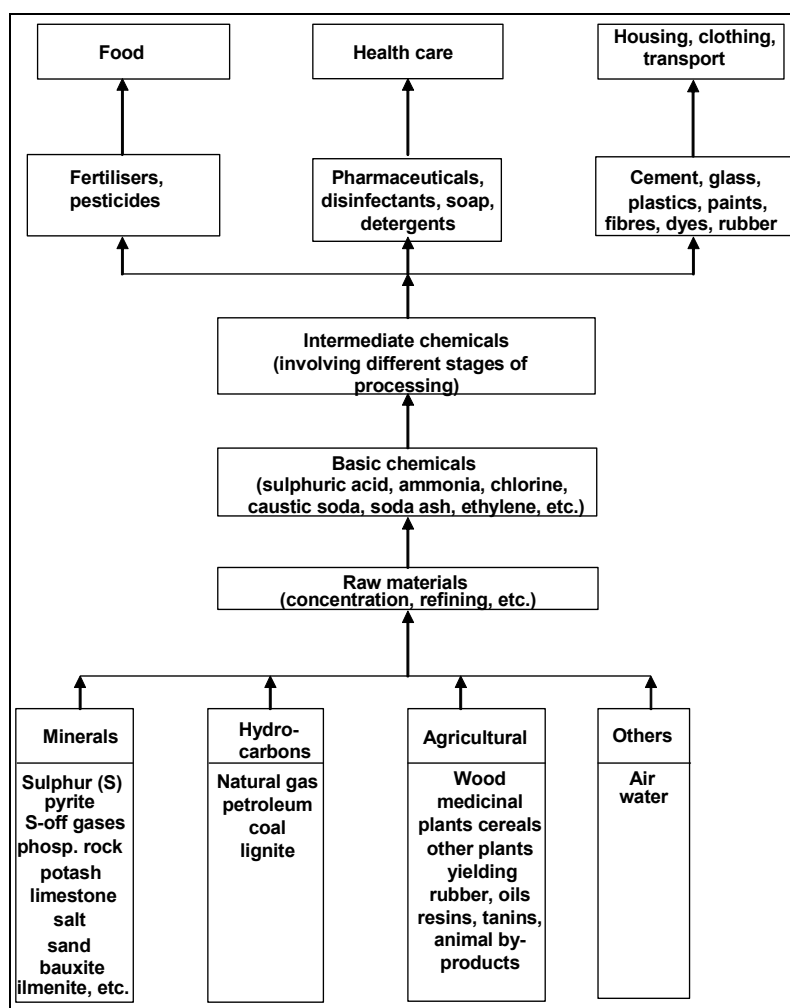 Food
Health care
Housing, clothing,
transport
Fertilisers,
pesticides
Pharmaceuticals,
disinfectants, soap,
detergents
Cement, glass,
plastics, paints,
fibres, dyes, rubber
Intermediate chemicals
(involving different stages of
processing)
Basic chemicals
(sulphuric acid, ammonia, chlorine,
caustic soda, soda ash, ethylene, etc.)
Raw materials
(concentration, refining, etc.)
Minerals
Sulphur (S)
pyrite
S-off gases
phosp. rock
potash
limestone
salt
sand
bauxite
ilmenite, etc.
Hydro-
carbons
Natural gas
petroleum
coal
lignite
Agricultural
Wood
medicinal
plants cereals
other plants
yielding
rubber, oils
resins, tanins,
animal by-
products
Others
Air
water